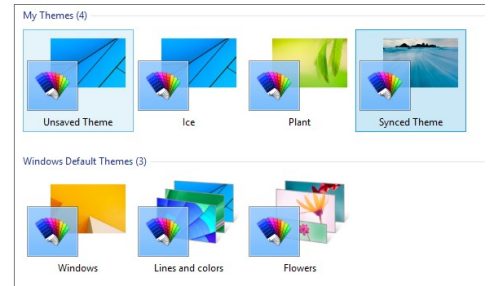 My Themes (4)
Unsaved Theme
Ice
Plant
Synced Theme
Windows Default Themes (3)
Windows
Lines and colors
Flowers